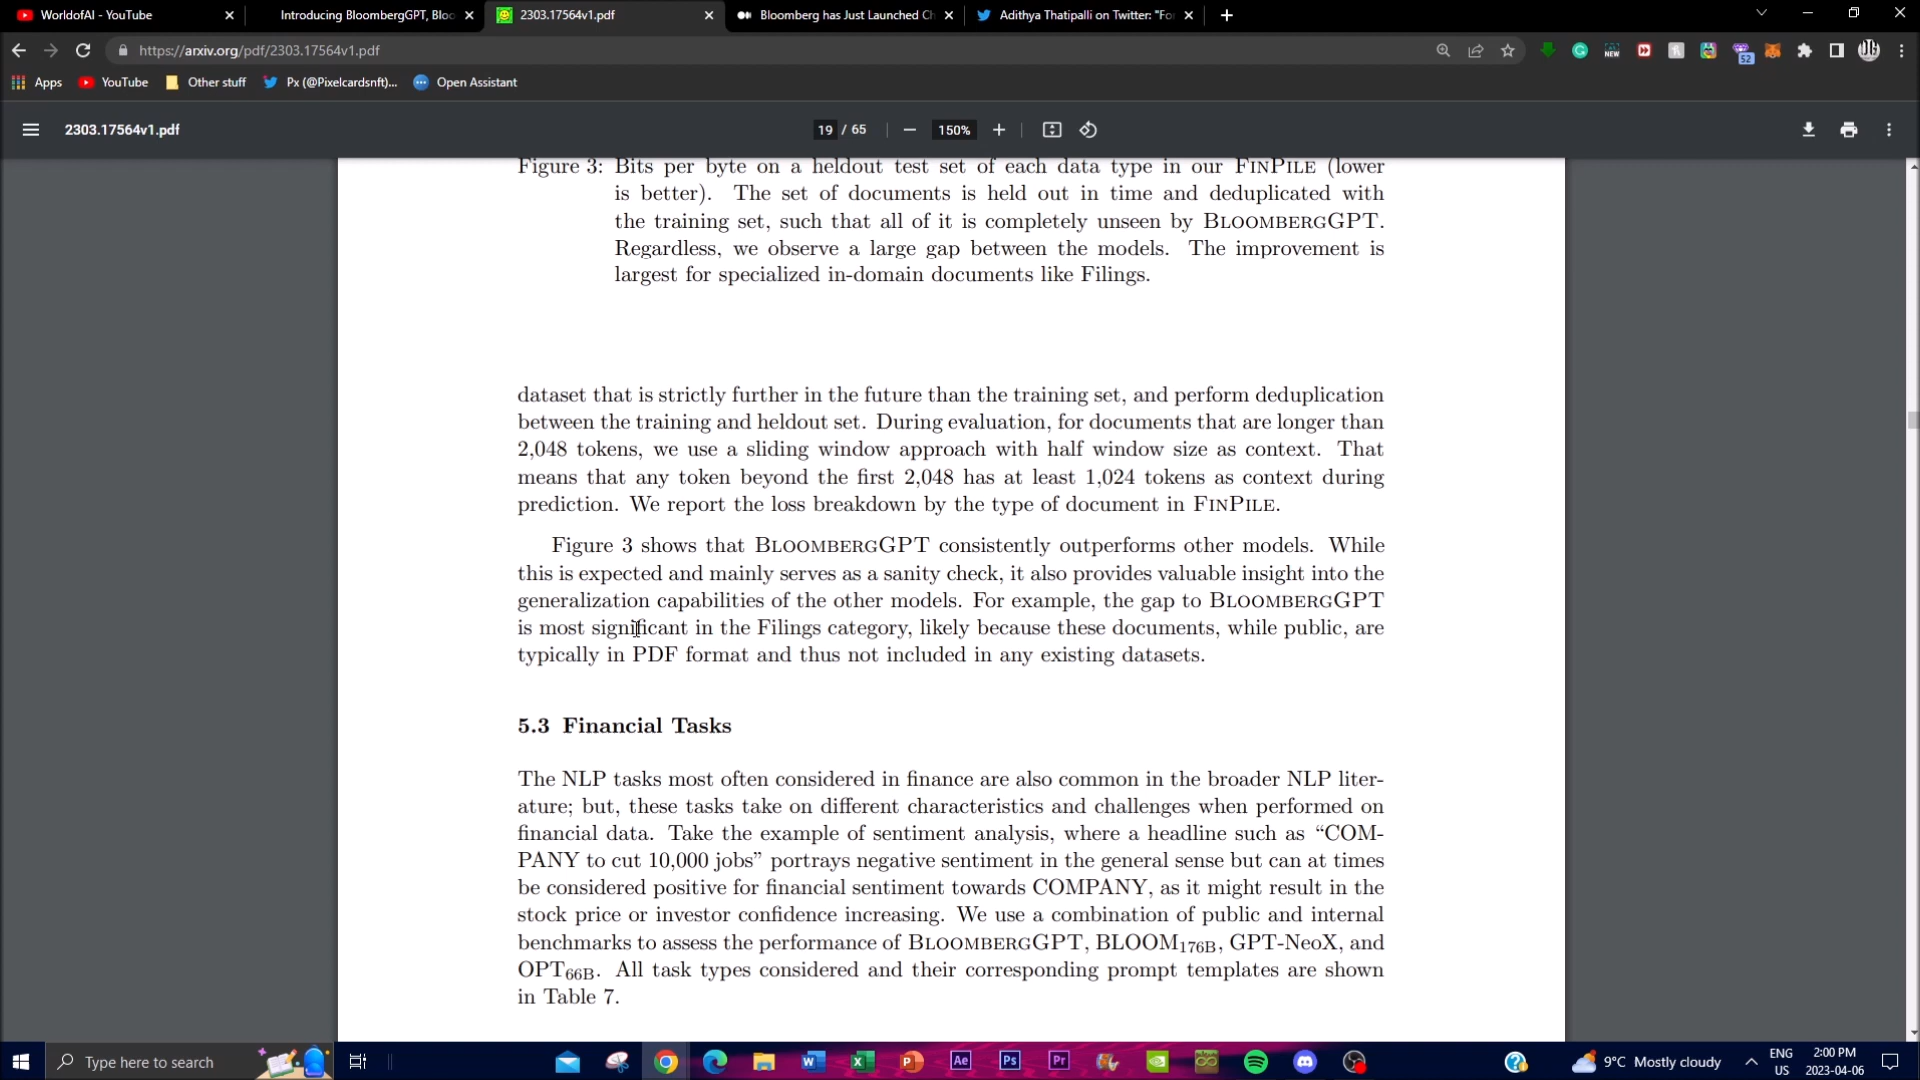 WorldofAI - YouTube
Introducing BloombergGPT, Bloo
2303.17564v1.pdf
Bloomberg has Just Launched Ch
Adithya Thatipalli on Twitter: "Fo
https://arxiv.org/pdf/2303.17564v1.pdf
NEW
52
Apps
YouTube
Other stuff
Px (@Pixelcardsnft)...
Open Assistant
2303.17564v1.pdf
19 / 65
150%
Figure 3: Bits per byte on a heldout test set of each data type in our FINPILE (lower
is better). The set of documents is held out in time and deduplicated with
the training set, such that all of it is completely unseen by BLOOMBERGGPT.
Regardless, we observe a large gap between the models. The improvement is
largest for specialized in-domain documents like Filings.
dataset that is strictly further in the future than the training set, and perform deduplication
between the training and heldout set. During evaluation, for documents that are longer than
2,048 tokens, we use a sliding window approach with half window size as context. That
means that any token beyond the first 2,048 has at least 1,024 tokens as context during
prediction. We report the loss breakdown by the type of document in FINPILE.
Figure 3 shows that BLOOMBERGGPT consistently outperforms other models. While
this is expected and mainly serves as a sanity check, it also provides valuable insight into the
generalization capabilities of the other models. For example, the gap to BLOOMBERGGPT
is most significant in the Filings category, likely because these documents, while public, are
typically in PDF format and thus not included in any existing datasets.
5.3 Financial Tasks
The NLP tasks most often considered in finance are also common in the broader NLP liter-
ature; but, these tasks take on different characteristics and challenges when performed on
financial data. Take the example of sentiment analysis, where a headline such as “COM-
PANY to cut 10,000 jobs” portrays negative sentiment in the general sense but can at times
be considered positive for financial sentiment towards COMPANY, as it might result in the
stock price or investor confidence increasing. We use a combination of public and internal
benchmarks to assess the performance of BLOOMBERGGPT, BLOOM176B, GPT-NeoX, and
OPT66B. All task types considered and their corresponding prompt templates are shown
in Table 7.
Type here to search
Ae
Ps
Pr
9°C Mostly cloudy
ENG
US
2:00 PM
2023-04-06